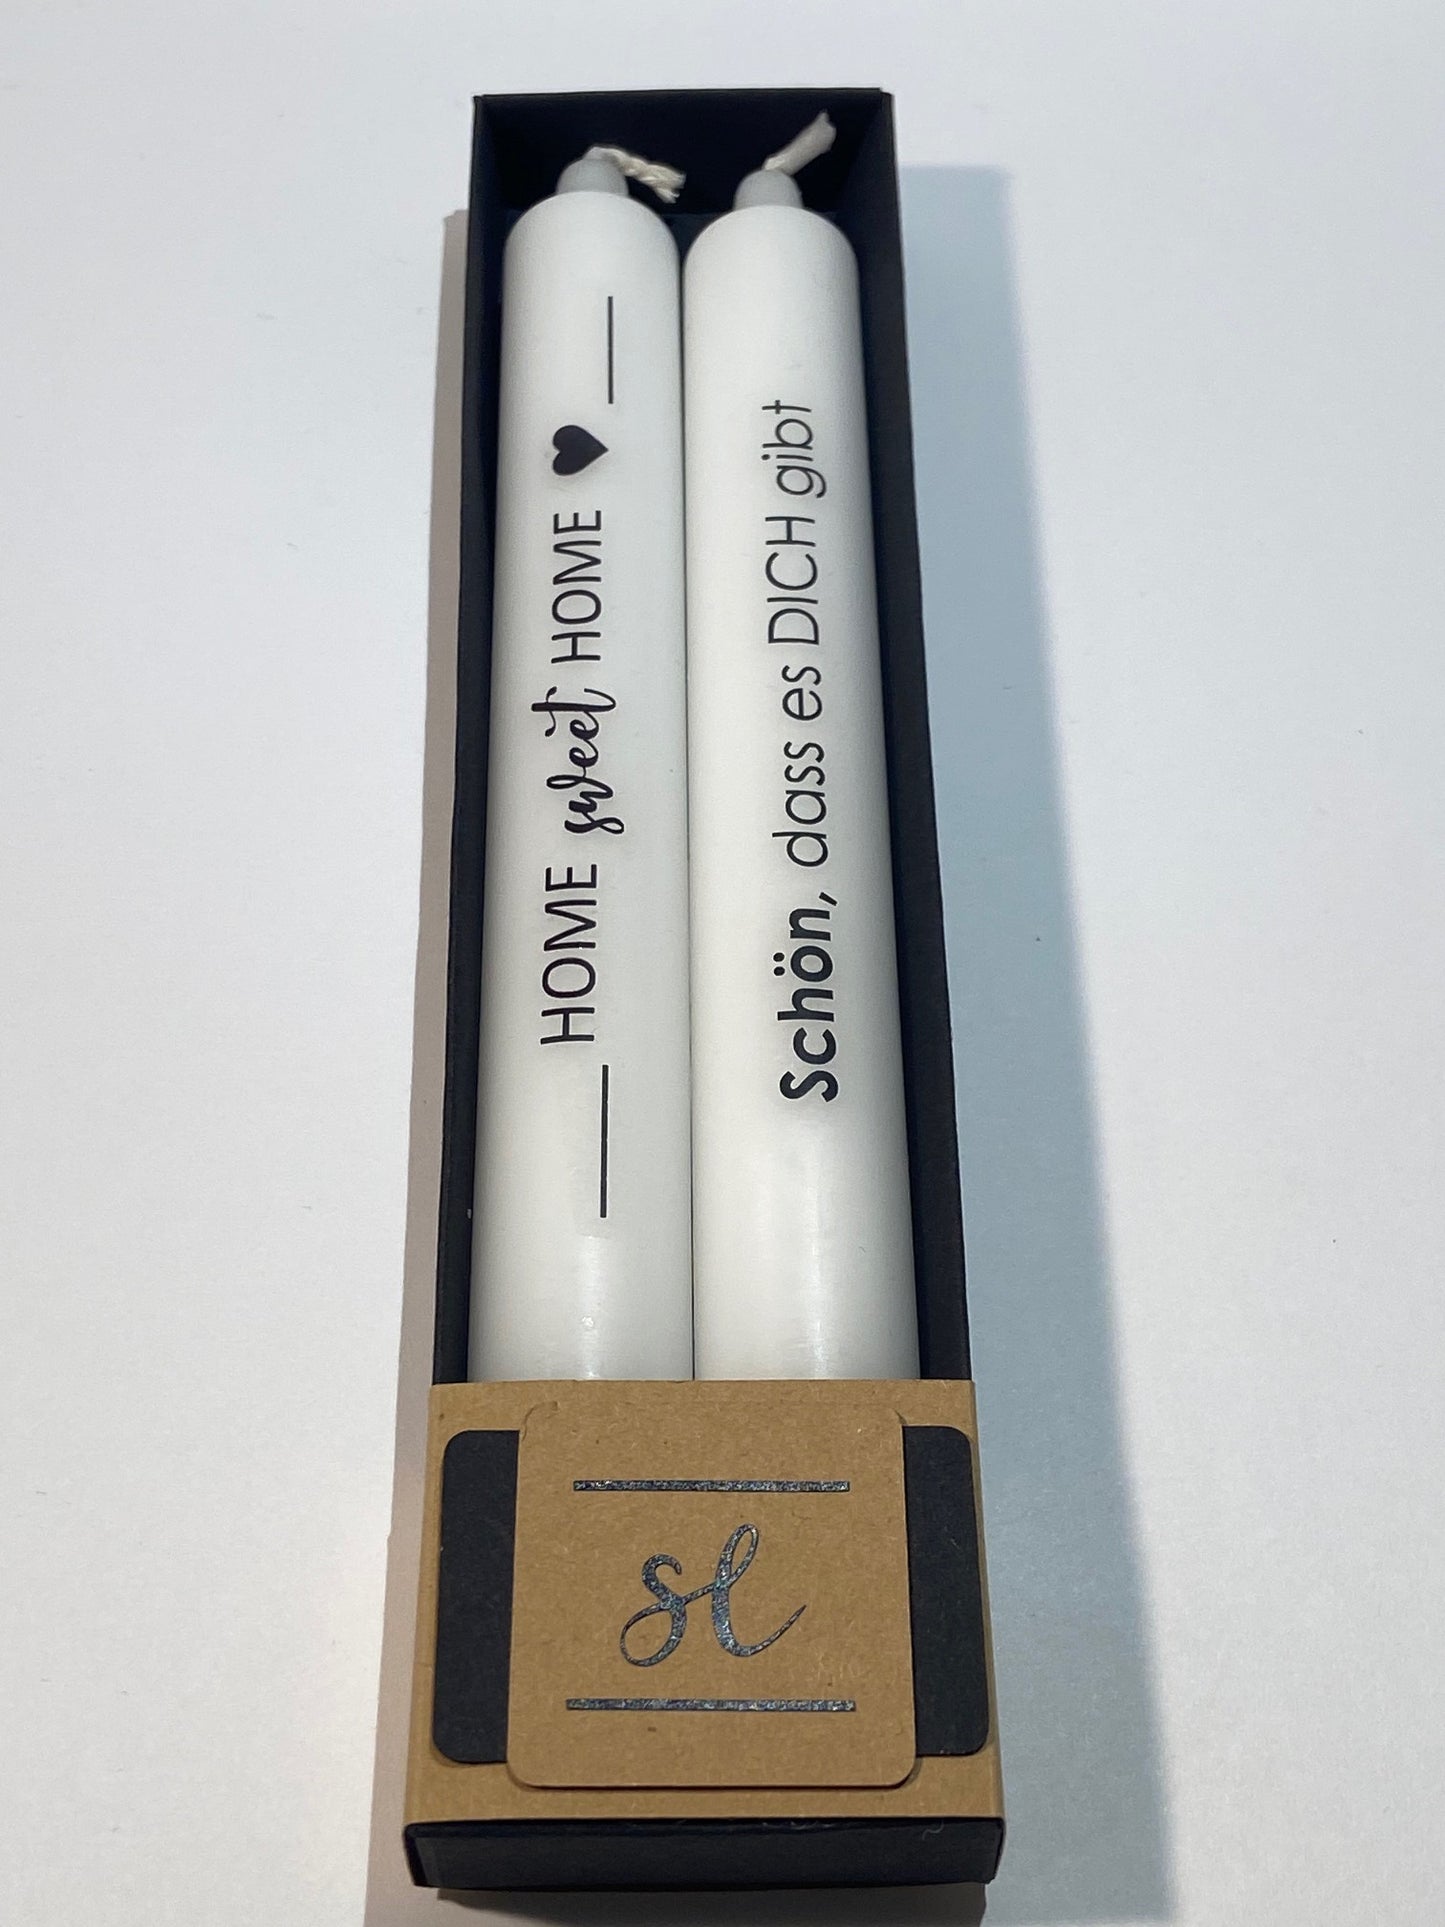 HOME sweet HOME
Schön, dass es DICH gibt
sl